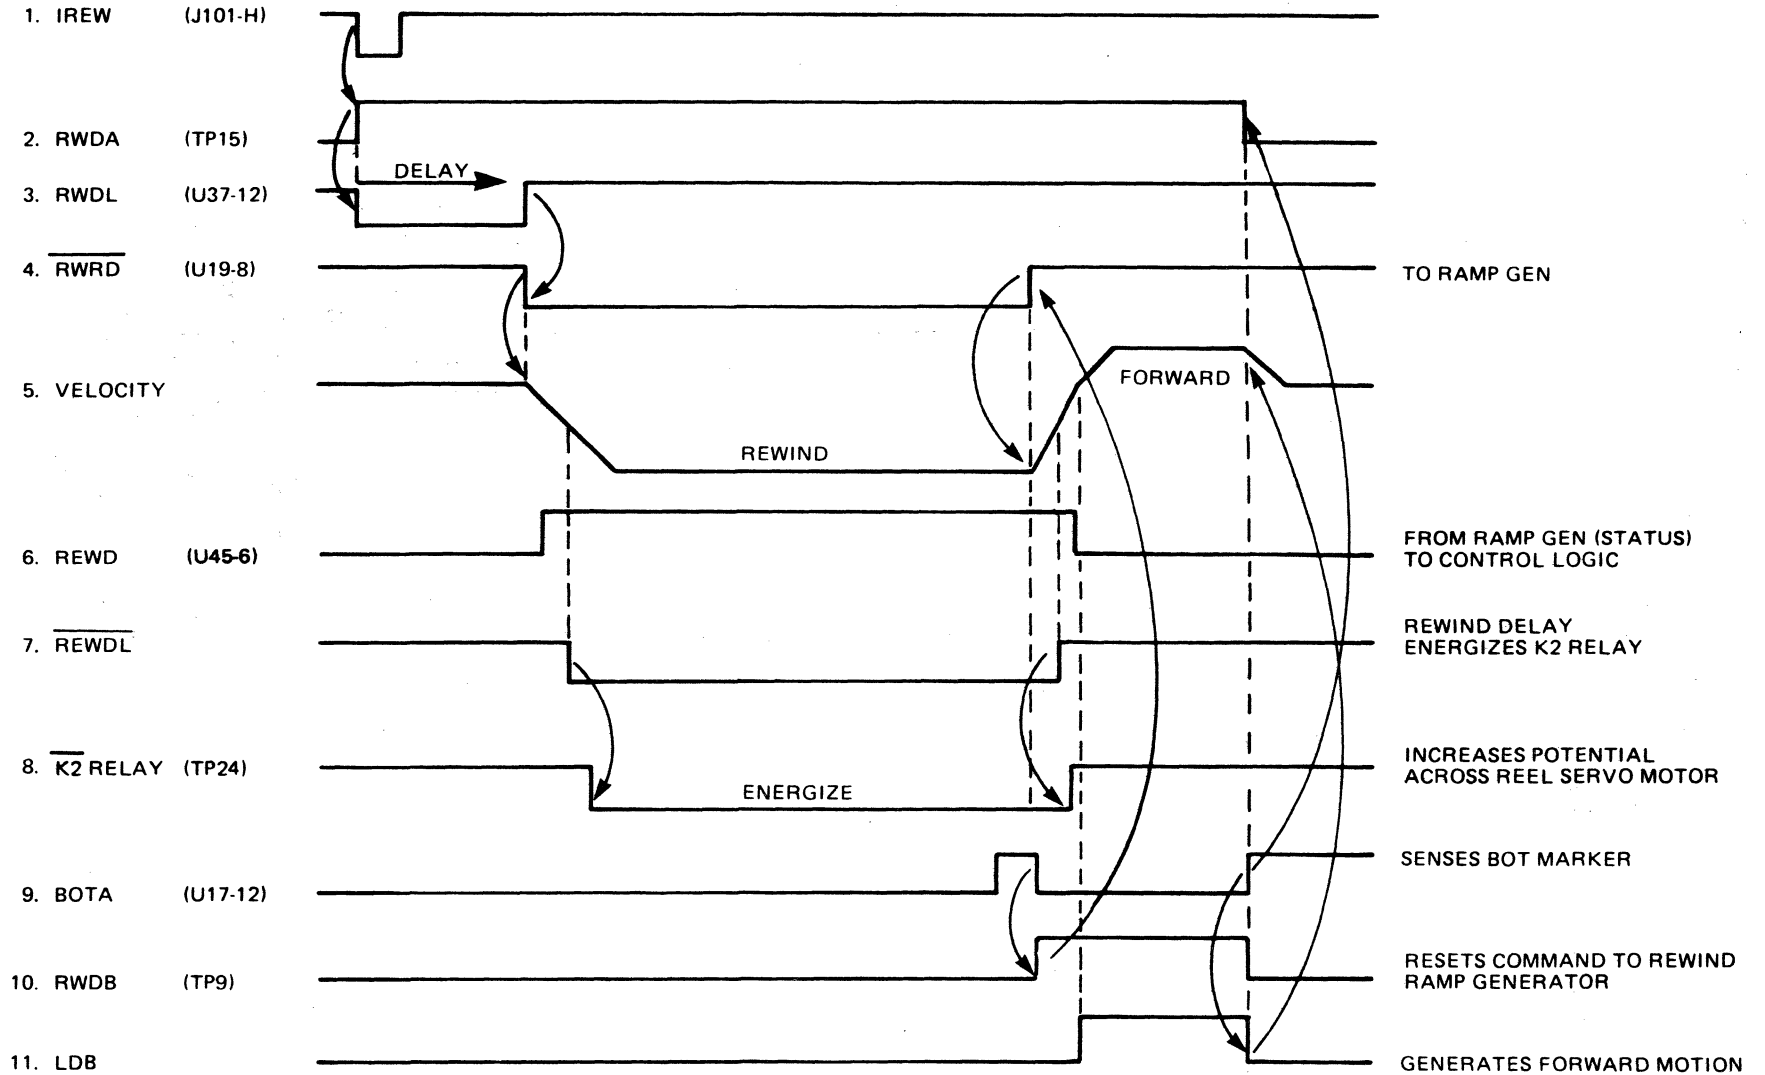 1. IREW (J101-H)
2. RWDA (TP15)
DELAY
3. RWDL (U37-12)
4. RWRD (U19-8) TO RAMP GEN
FORWARD
5. VELOCITY
REWIND
FROM RAMP GEN (STATUS)
6. REWD (U45-6) TO CONTROL LOGIC
REWIND DELAY
7. REWDL ENERGIZES K2 RELAY
INCREASES POTENTIAL
8. K2 RELAY (TP24) ACROSS REEL SERVO MOTOR
ENERGIZE
SENSES BOT MARKER
9. BOTA (U17-12)
RESETS COMMAND TO REWIND
10. RWDB (TP9) RAMP GENERATOR
11. LDB GENERATES FORWARD MOTION